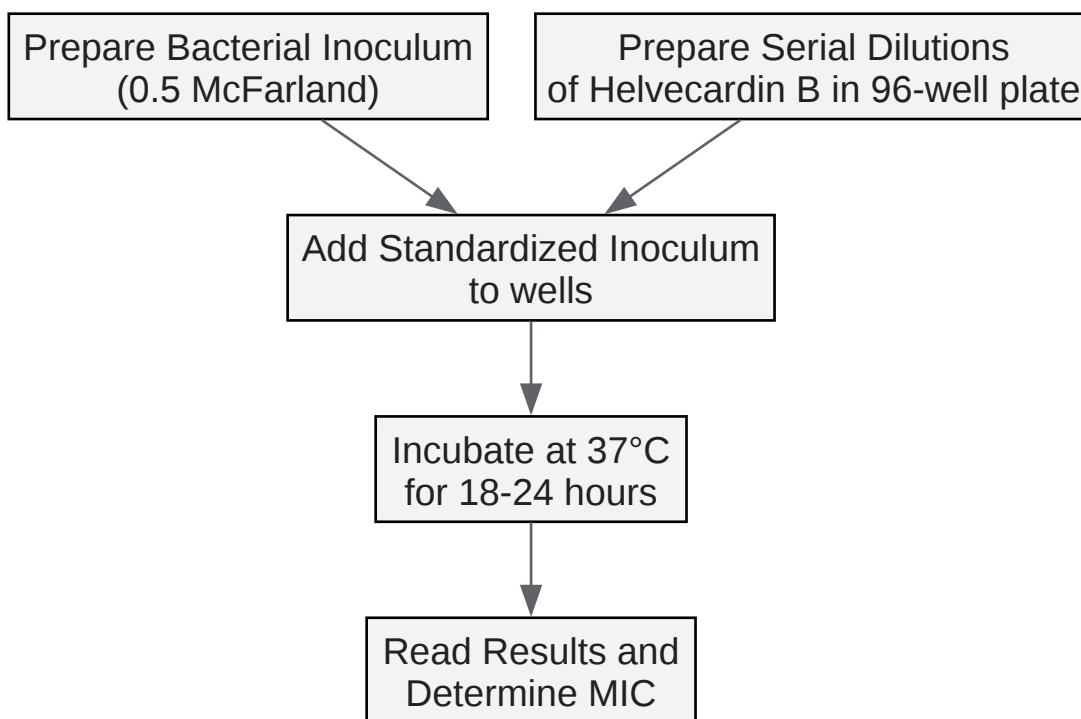 Prepare Bacterial Inoculum
(0.5 McFarland)
Prepare Serial Dilutions
of Helvecardin B in 96-well plate
Add Standardized Inoculum
to wells
Incubate at 37°C
for 18-24 hours
Read Results and
Determine MIC